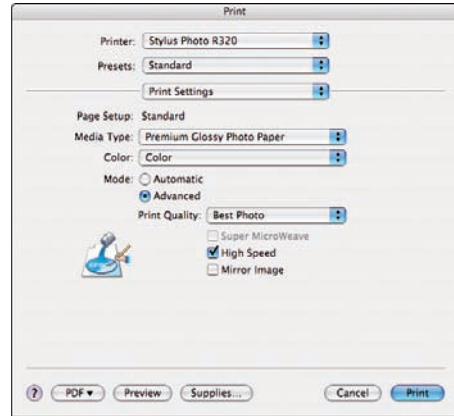 Print
Printer: Stylus Photo R320
Presets: Standard
Print Settings
Page Setup: Standard
Media Type: Premium Glossy Photo Paper
Color: Color
Mode: Automatic
Advanced
Print Quality: Best Photo
Super MicroWeave
High Speed
Mirror Image
? PDF▼ Preview Supplies... Cancel Print